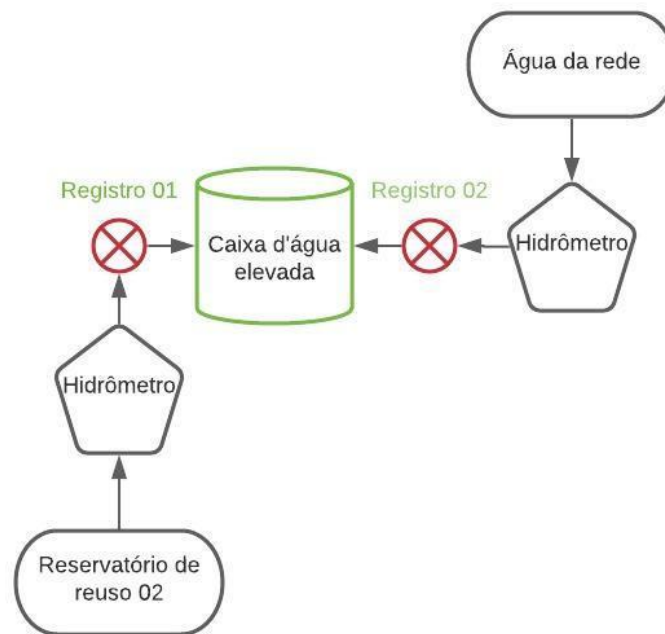 Água da rede
Registro 01
Registro 02
Caixa d'água
elevada
Hidrômetro
Hidrômetro
Reservatório de
reuso 02